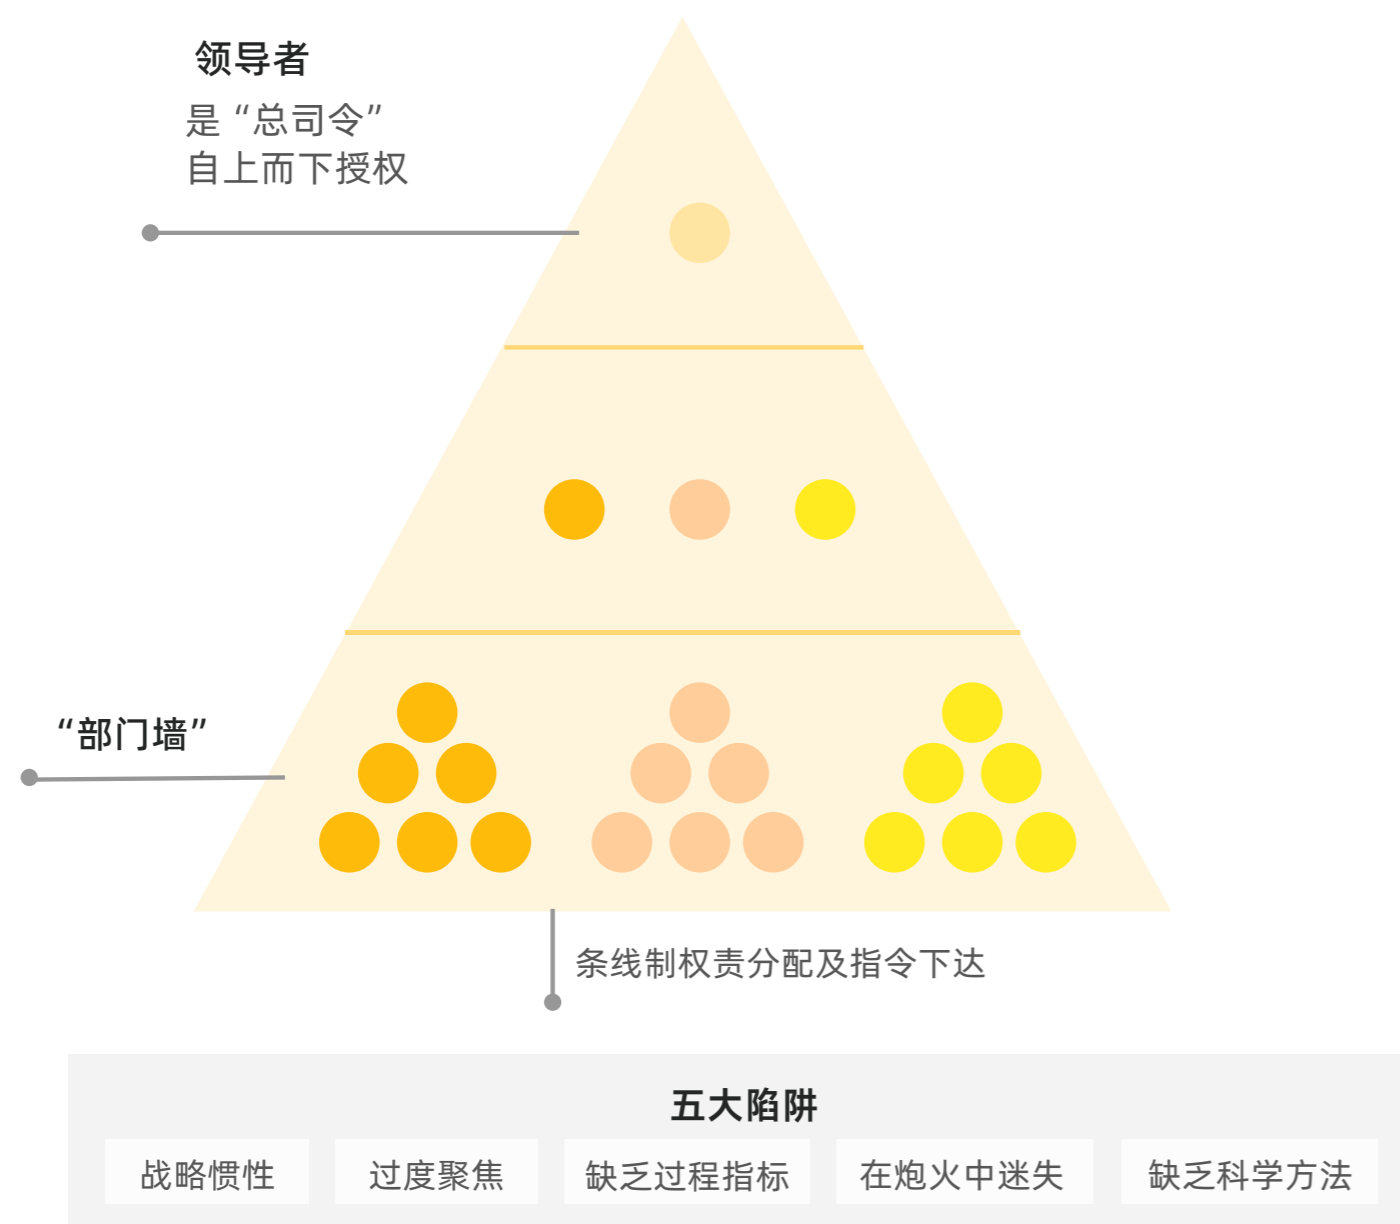 领导者
是“总司令”
自上而下授权
“部门墙”
条线制权责分配及指令下达
五大陷阱
战略惯性
过度聚焦
缺乏过程指标
在炮火中迷失
缺乏科学方法